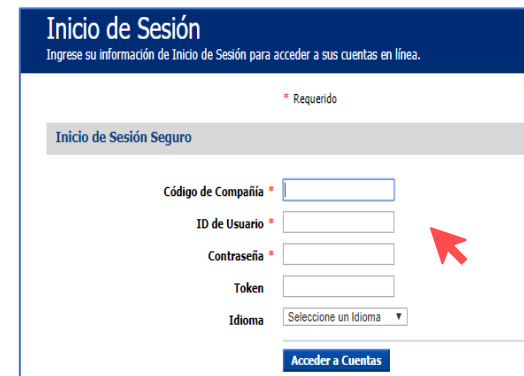 Inicio de Sesión
Ingrese su información de Inicio de Sesión para acceder a sus cuentas en línea.
* Requerido
Inicio de Sesión Seguro
Código de Compañía *
ID de Usuario *
Contraseña *
Token
Idioma Seleccione un Idioma
Acceder a Cuentas